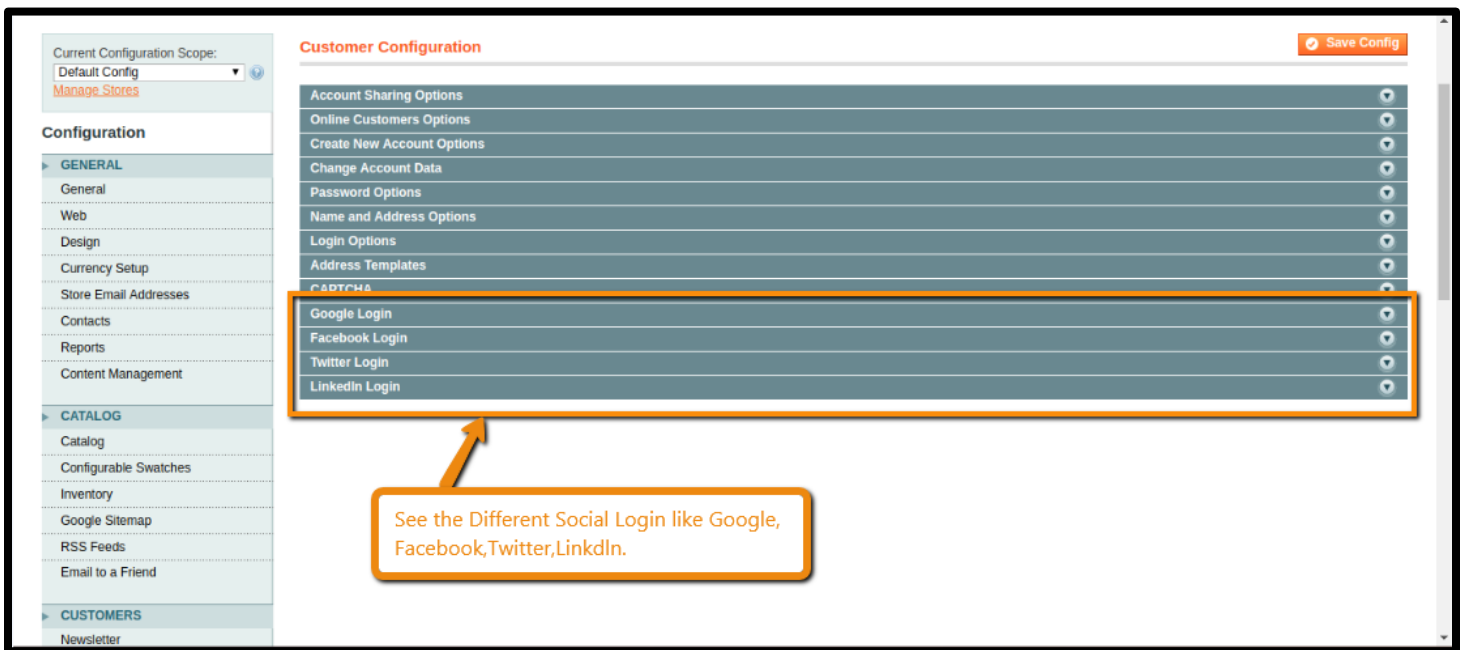 Current Configuration Scope:
Default Config
Manage Stores
Configuration
GENERAL
General
Web
Design
Currency Setup
Store Email Addresses
Contacts
Reports
Content Management
CATALOG
Catalog
Configurable Swatches
Inventory
Google Sitemap
RSS Feeds
Email to a Friend
CUSTOMERS
Newsletter
Customer Configuration
Save Config
Account Sharing Options
Online Customers Options
Create New Account Options
Change Account Data
Password Options
Name and Address Options
Login Options
Address Templates
CAPTCHA
Google Login
Facebook Login
Twitter Login
LinkedIn Login
See the Different Social Login like Google,
Facebook,Twitter,LinkdIn.